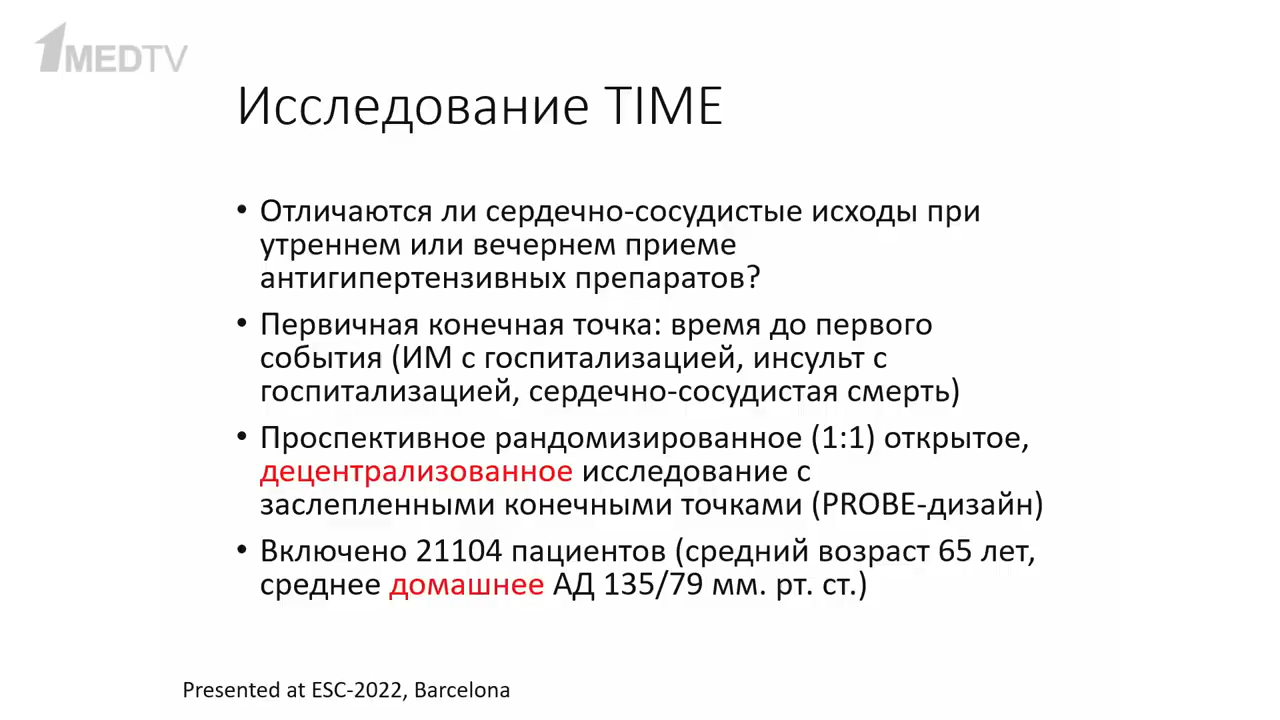 1MEDTV
Исследование TIME
• Отличаются ли сердечно-сосудистые исходы при
утреннем или вечернем приеме
антигипертензивных препаратов?
• Первичная конечная точка: время до первого
события (ИМ с госпитализацией, инсульт с
госпитализацией, сердечно-сосудистая смерть)
• Проспективное рандомизированное (1:1) открытое,
децентрализованное исследование с
заслепленными конечными точками (PROBE-дизайн)
• Включено 21104 пациентов (средний возраст 65 лет,
среднее домашнее АД 135/79 мм. рт. ст.)
Presented at ESC-2022, Barcelona